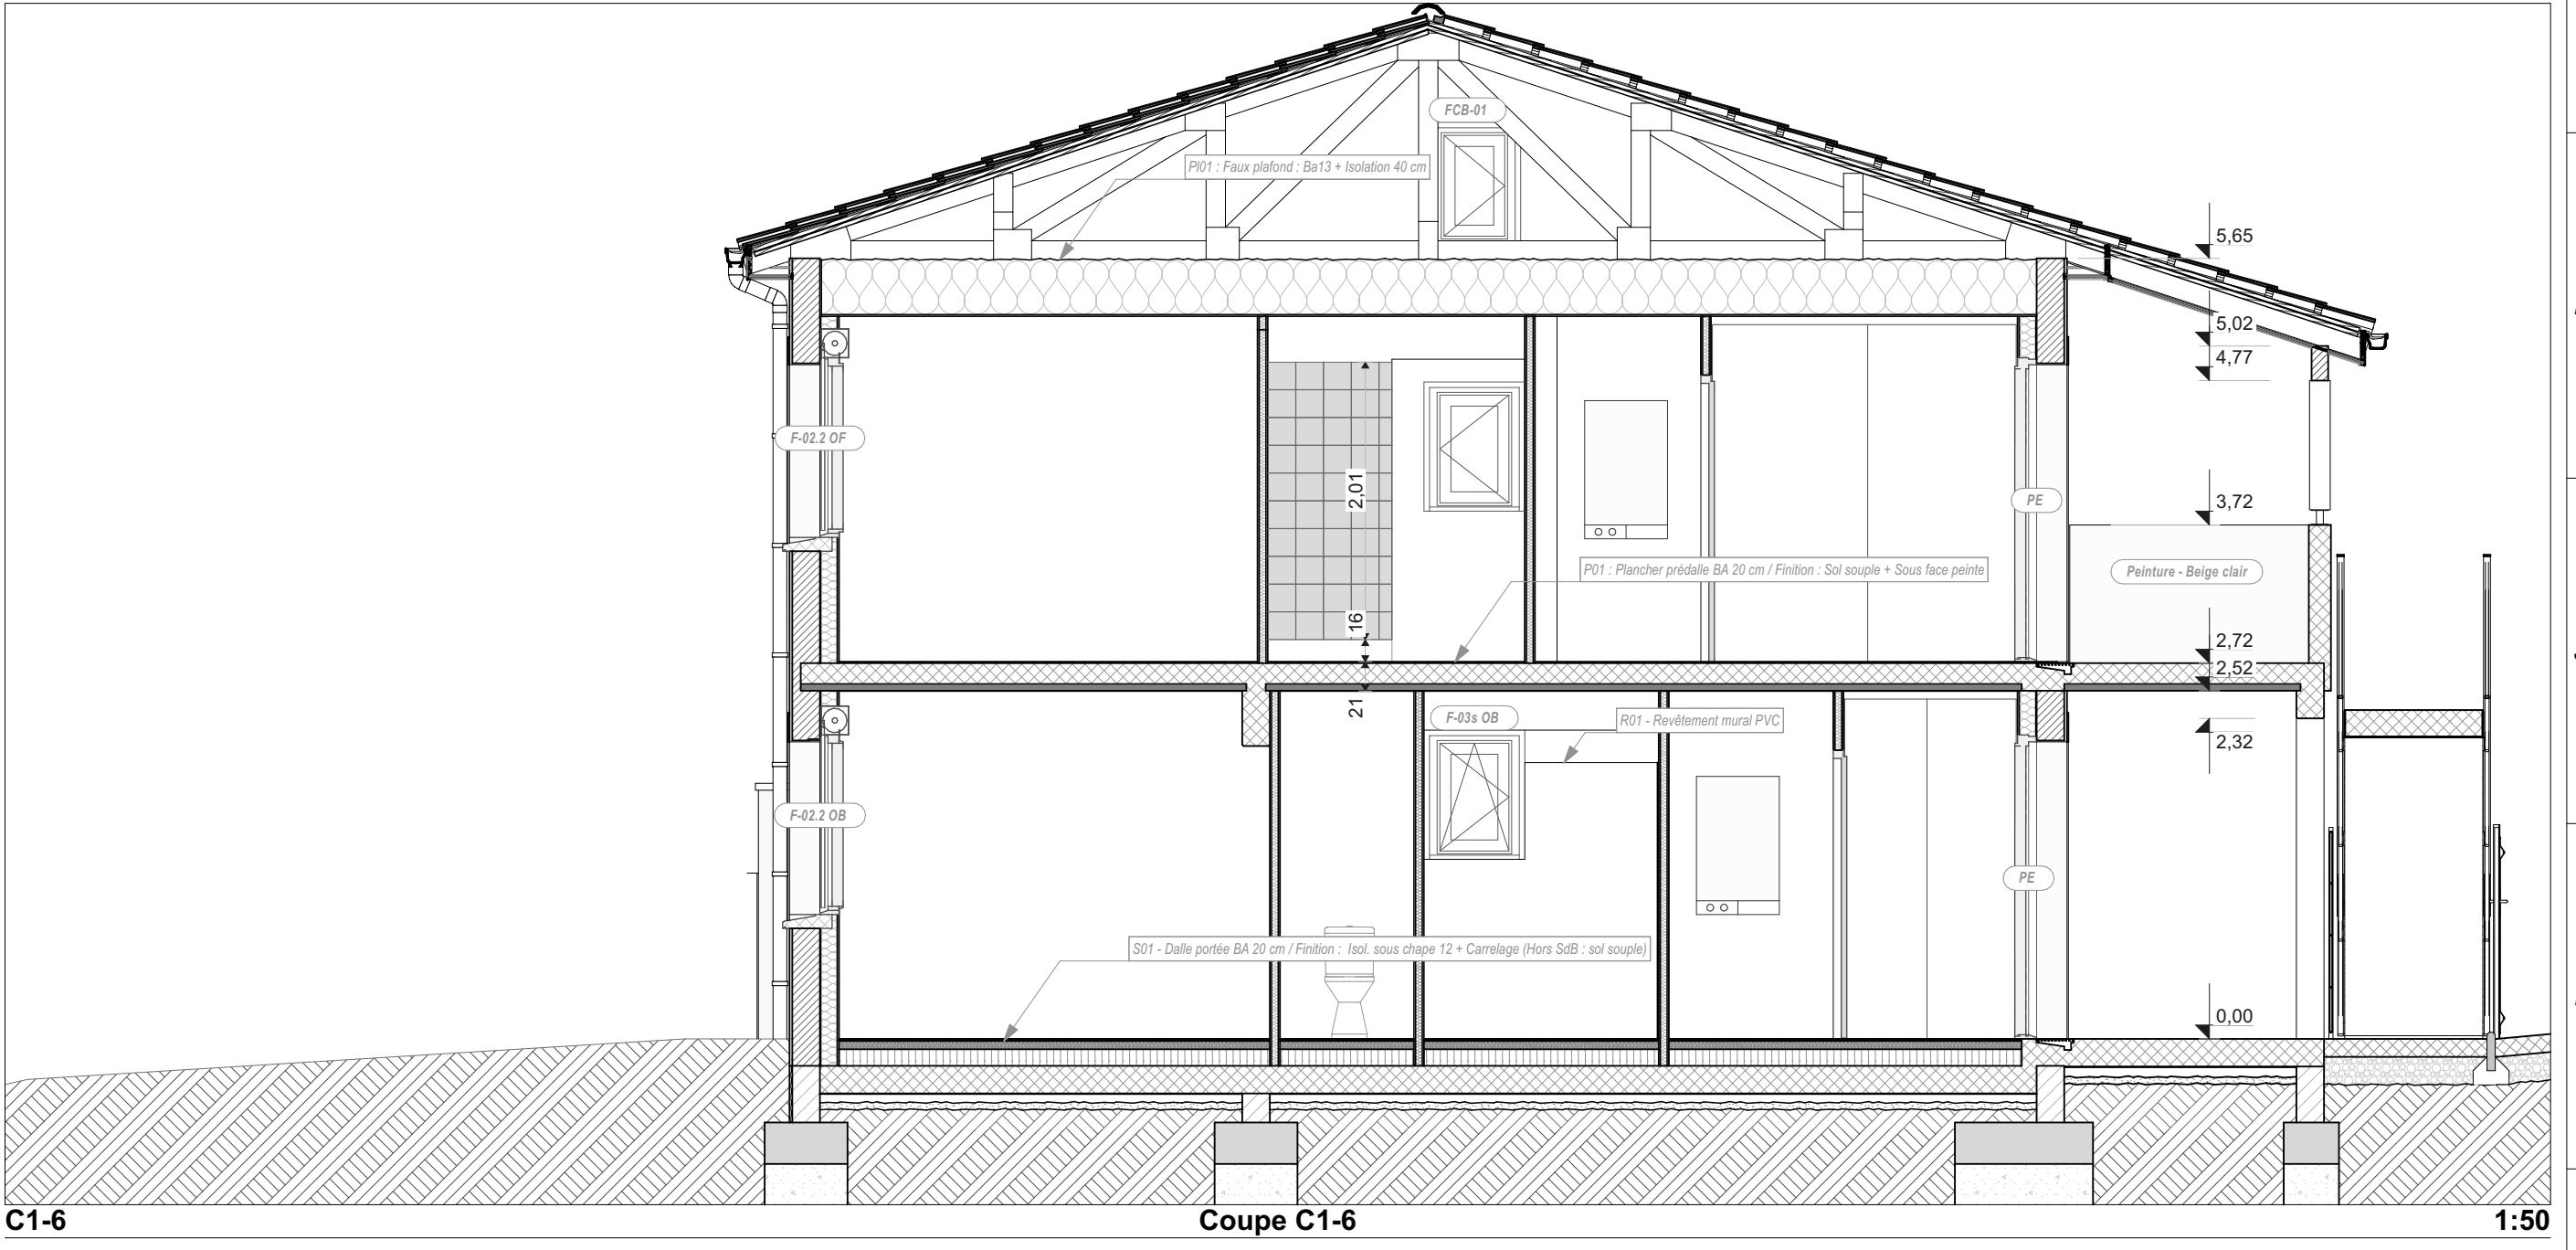 FCB-01
Pl01 : Faux plafond : Ba13 + Isolation 40 cm
5,65
5,02
4,77
F-02.2 OF
2,01
PE
3,72
P01 : Plancher prédalle BA 20 cm / Finition : Sol souple + Sous face peinte
Peinture - Beige clair
16
2,72
2,52
21
F-03s OB
R01 - Revêtement mural PVC
2,32
F-02.2 OB
PE
S01 - Dalle portée BA 20 cm / Finition : Isol. sous chape 12 + Carrelage (Hors SdB : sol souple)
0,00
C1-6
Coupe C1-6
1:50